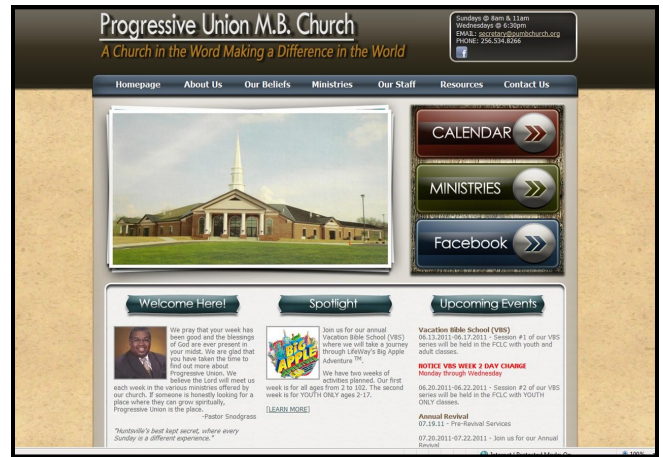 Progressive Union M.B. Church
A Church in the Word Making a Difference in the World
Sundays @ 8am & 11am
Wednesdays @ 6:30pm
EMAIL: secretary@pumbchurch.org
PHONE: 256.534.8266
Homepage About Us Our Beliefs Ministries Our Staff Resources Contact Us
CALENDAR
MINISTRIES
Facebook
Welcome Here!
We pray that your week has
been good and the blessings
of God are ever present in
your midst. We are glad that
you have taken the time to
find out more about
Progressive Union. We
believe the Lord will meet us
each week in the various ministries offered by
our church. If someone is honestly looking for a
place where they can grow spiritually,
Progressive Union is the place.
-Pastor Snodgrass
"Huntsville's best kept secret, where every
Sunday is a different experience."
Spotlight
BIG
APPLE
Join us for our annual
Vacation Bible School (VBS)
where we will take a journey
through LifeWay's Big Apple
Adventure TM.
We have two weeks of
activities planned. Our first
week is for all ages from 2 to 102. The second
week is for YOUTH ONLY ages 2-17.
[LEARN MORE]
Upcoming Events
Vacation Bible School (VBS)
06.13.2011-06.17.2011 - Session #1 of our VBS
series will be held in the FCLC with youth and
adult classes.
NOTICE VBS WEEK 2 DAY CHANGE
Monday through Wednesday
06.20.2011-06.22.2011 - Session #2 of our VBS
series will be held in the FCLC with YOUTH
ONLY classes.
Annual Revival
07.19.11 - Pre-Revival Services
07.20.2011-07.22.2011 - Join us for our Annual
Revival
Internet | Protected Mode: On
100%